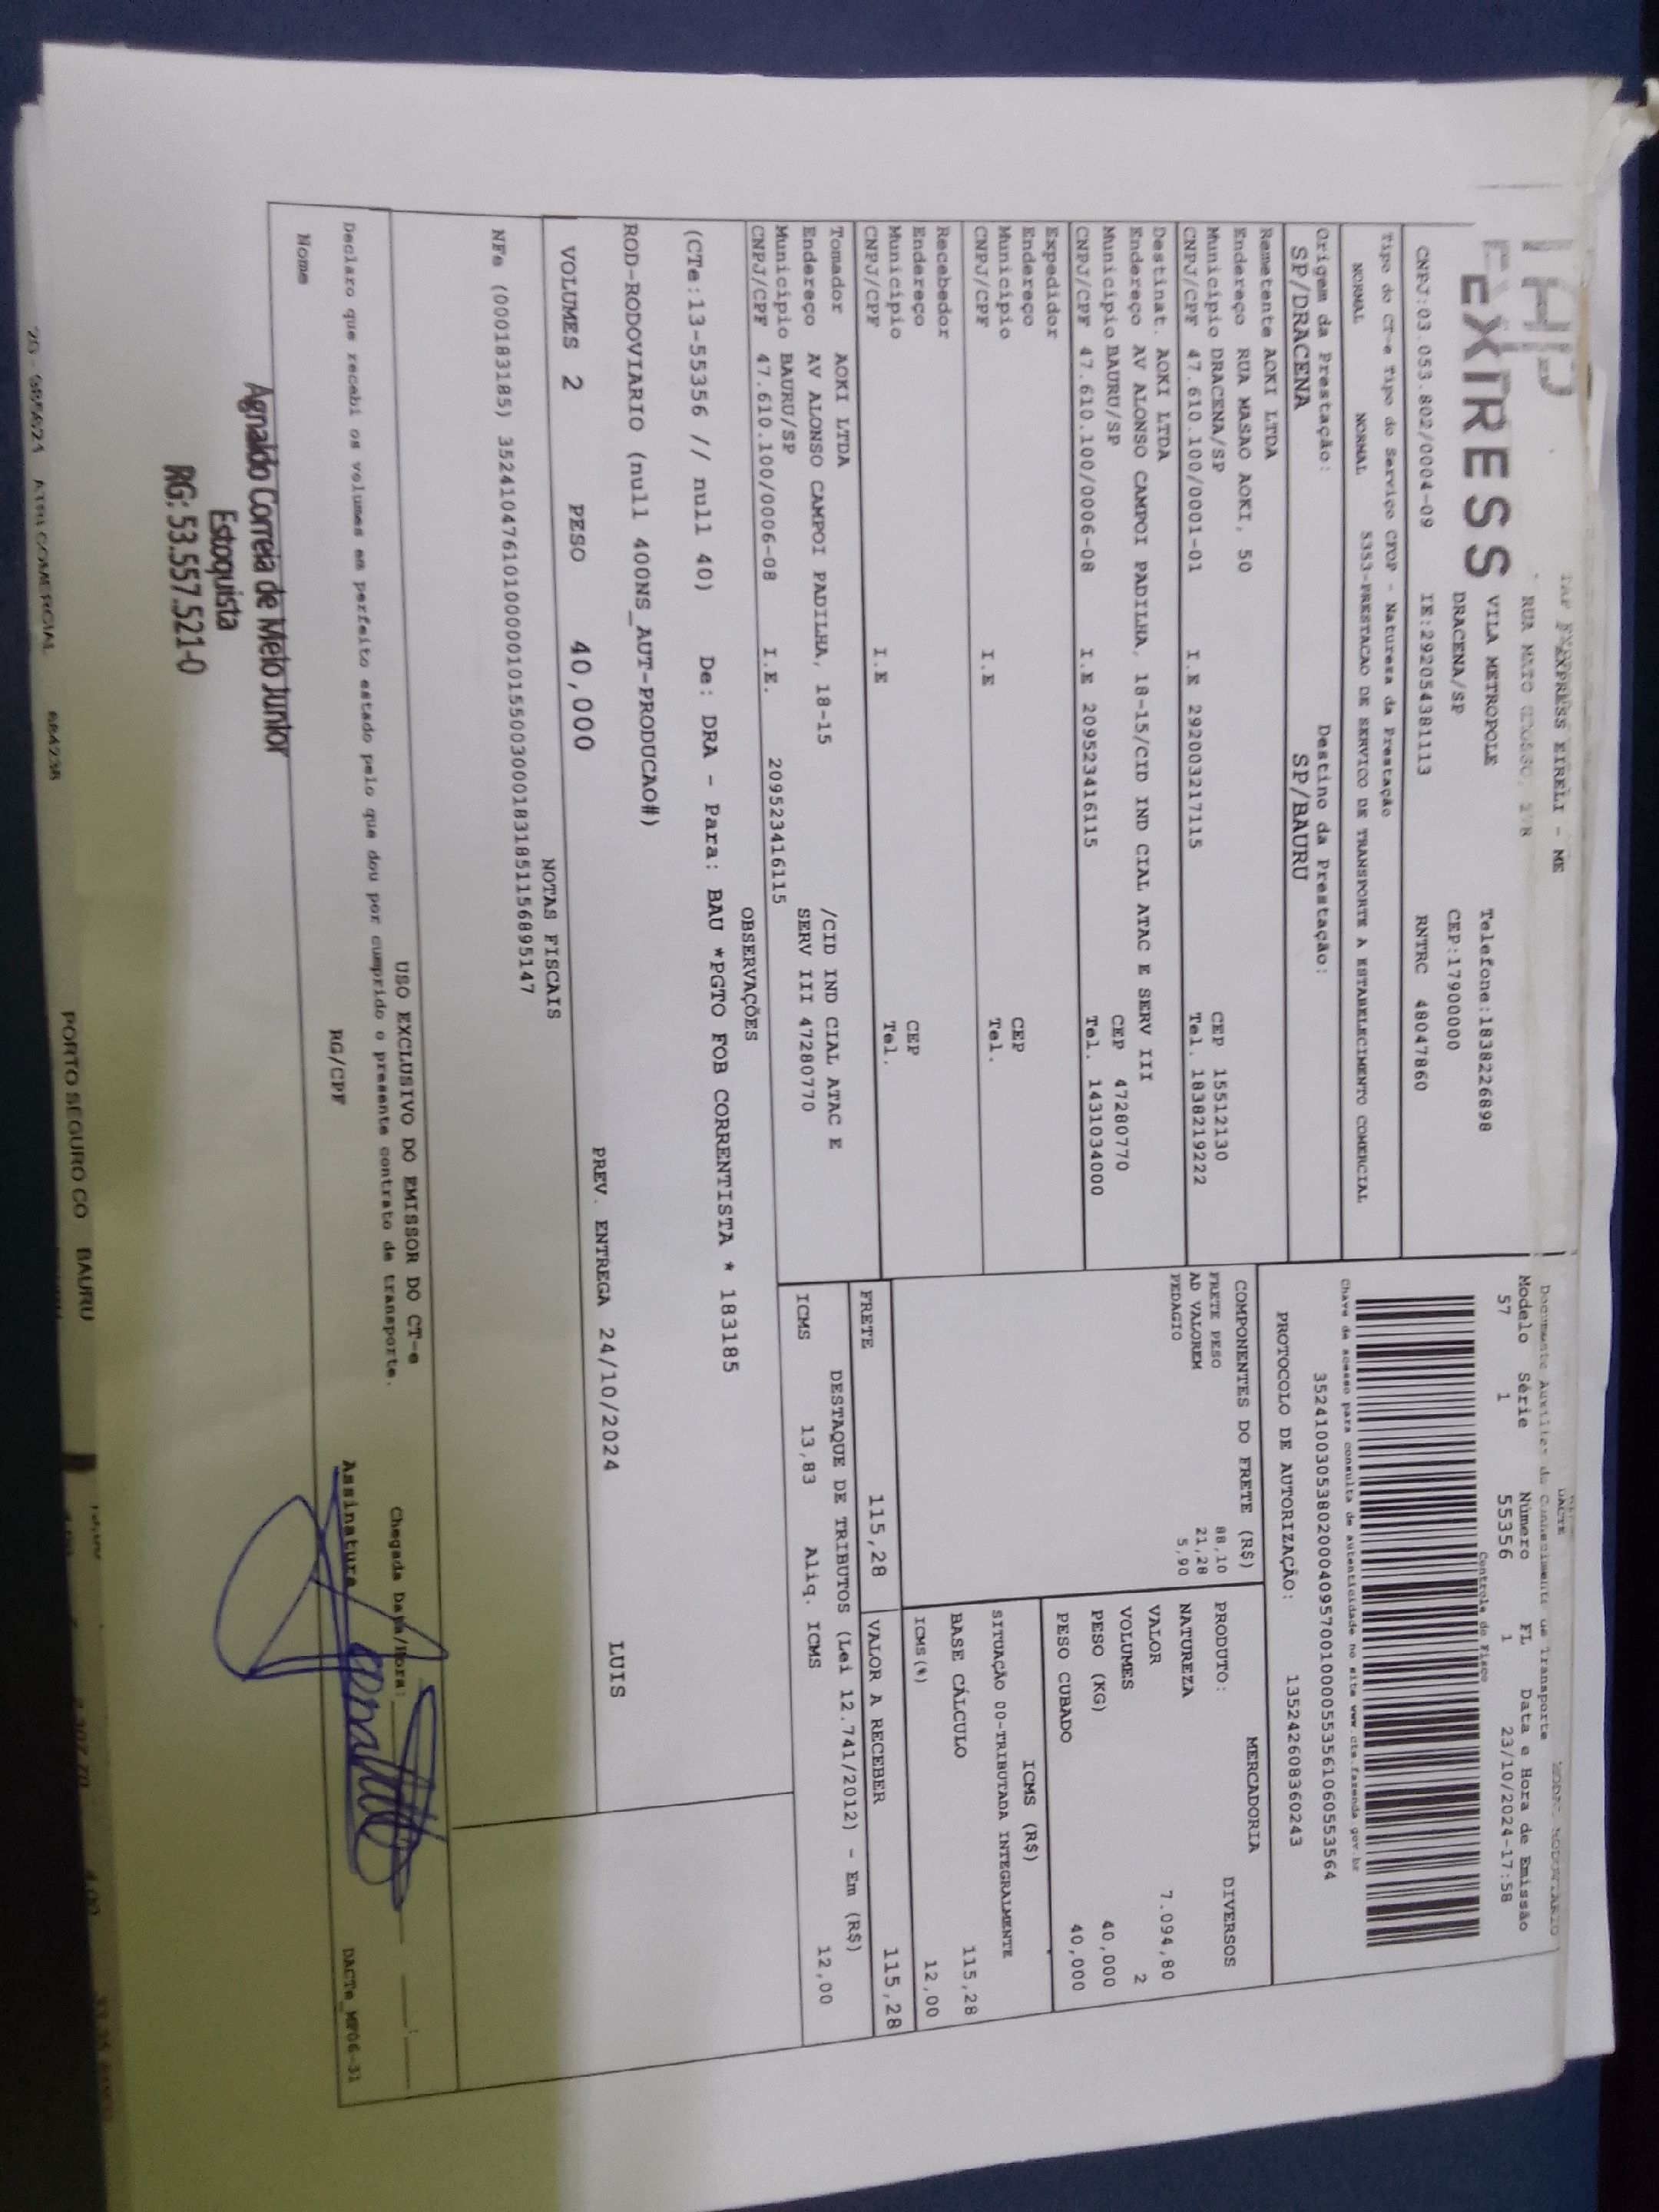 EXPRESS
EXPRESS EIRELI - ME
RUA MATO GROSSO, 178
VILA METROPOLE
DRACENA/SP
Telefone:1838226898
CEP:17900000
CNPJ:03.053.802/0004-09 IE:292054381113 RNTRC 48047860
DACTE
Documento Auxiliar do Conhecimento de Transporte
Modelo Série Número FL Data e Hora de Emissão
57 1 55356 1 23/10/2024-17:58
Controle do Fisco
Chave de acesso para consulta de autenticidade no site www.cte.fazenda.gov.br
35241003053802000409570010000553561060553564
PROTOCOLO DE AUTORIZAÇÃO: 135242608360243
Tipo do CT-e Tipo do Serviço CFOP - Natureza da Prestação
NORMAL NORMAL 5353-PRESTACAO DE SERVICO DE TRANSPORTE A ESTABELECIMENTO COMERCIAL
Origem da Prestação: Destino da Prestação:
SP/DRACENA SP/BAURU
Remetente AOKI LTDA
Endereço RUA MASAO AOKI, 50
Município DRACENA/SP CEP 15512130
CNPJ/CPF 47.610.100/0001-01 I.E 292003217115 Tel. 1838219222
Destinat. AOKI LTDA
Endereço AV ALONSO CAMPOI PADILHA, 18-15/CID IND CIAL ATAC E SERV III
Município BAURU/SP CEP 47280770
CNPJ/CPF 47.610.100/0006-08 I.E 209523416115 Tel. 1431034000
Expedidor
Endereço
Município CEP
CNPJ/CPF I.E Tel.
Recebedor
Endereço
Município CEP
CNPJ/CPF I.E Tel.
Tomador AOKI LTDA
Endereço AV ALONSO CAMPOI PADILHA, 18-15 /CID IND CIAL ATAC E
Município BAURU/SP SERV III 47280770
CNPJ/CPF 47.610.100/0006-08 I.E. 209523416115
COMPONENTES DO FRETE (R$)
FRETE PESO 88,10
AD VALOREM 21,28
PEDAGIO 5,90
MERCADORIA
PRODUTO: DIVERSOS
NATUREZA
VALOR 7.094,80
VOLUMES 2
PESO (KG) 40,000
PESO CUBADO 40,000
ICMS (R$)
SITUAÇÃO 00-TRIBUTADA INTEGRALMENTE
BASE CÁLCULO 115,28
ICMS(%) 12,00
FRETE 115,28 VALOR A RECEBER 115,28
DESTAQUE DE TRIBUTOS (Lei 12.741/2012) - Em (R$)
ICMS 13,83 Aliq. ICMS 12,00
OBSERVAÇÕES
(CTe:13-55356 // null 40) De: DRA - Para: BAU *PGTO FOB CORRENTISTA * 183185
ROD-RODOVIARIO (null 400NS_AUT-PRODUCAO#)
VOLUMES 2 PESO 40,000 PREV. ENTREGA 24/10/2024 LUIS
NOTAS FISCAIS
NFe (000183185) 35241047610100000101550030001831851156895147
USO EXCLUSIVO DO EMISSOR DO CT-e
Declaro que recebi os volumes em perfeito estado pelo que dou por cumprido o presente contrato de transporte.
Chegada Data/Hora:
Nome RG/CPF Assinatura
DACTe_MP06-31
Agnaldo Correia de Melo Junior
Estoquista
RG: 53.557.521-0
PORTO SEGURO CO BAURU